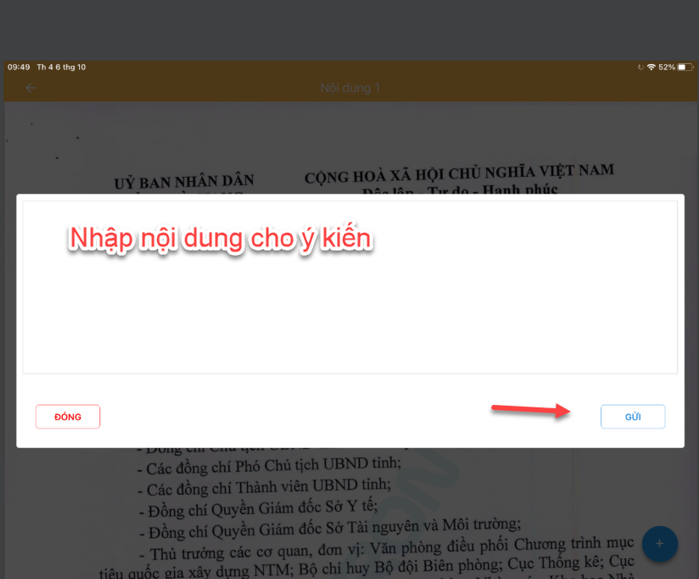 09:49 Th 4 6 thg 10
52%
Nội dung 1
UỶ BAN NHÂN DÂN CỘNG HOÀ XÃ HỘI CHỦ NGHĨA VIỆT NAM
Độc lập - Tự do - Hạnh phúc
Nhập nội dung cho ý kiến
ĐÓNG
GỬI
- Đồng chí Chủ tịch UBND
- Các đồng chí Phó Chủ tịch UBND tỉnh;
- Các đồng chí Thành viên UBND tỉnh;
- Đồng chí Quyền Giám đốc Sở Y tế;
- Đồng chí Quyền Giám đốc Sở Tài nguyên và Môi trường;
- Thủ trưởng các cơ quan, đơn vị: Văn phòng điều phối Chương trình mục
tiêu quốc gia xây dựng NTM; Bộ chỉ huy Bộ đội Biên phòng; Cục Thống kê; Cục